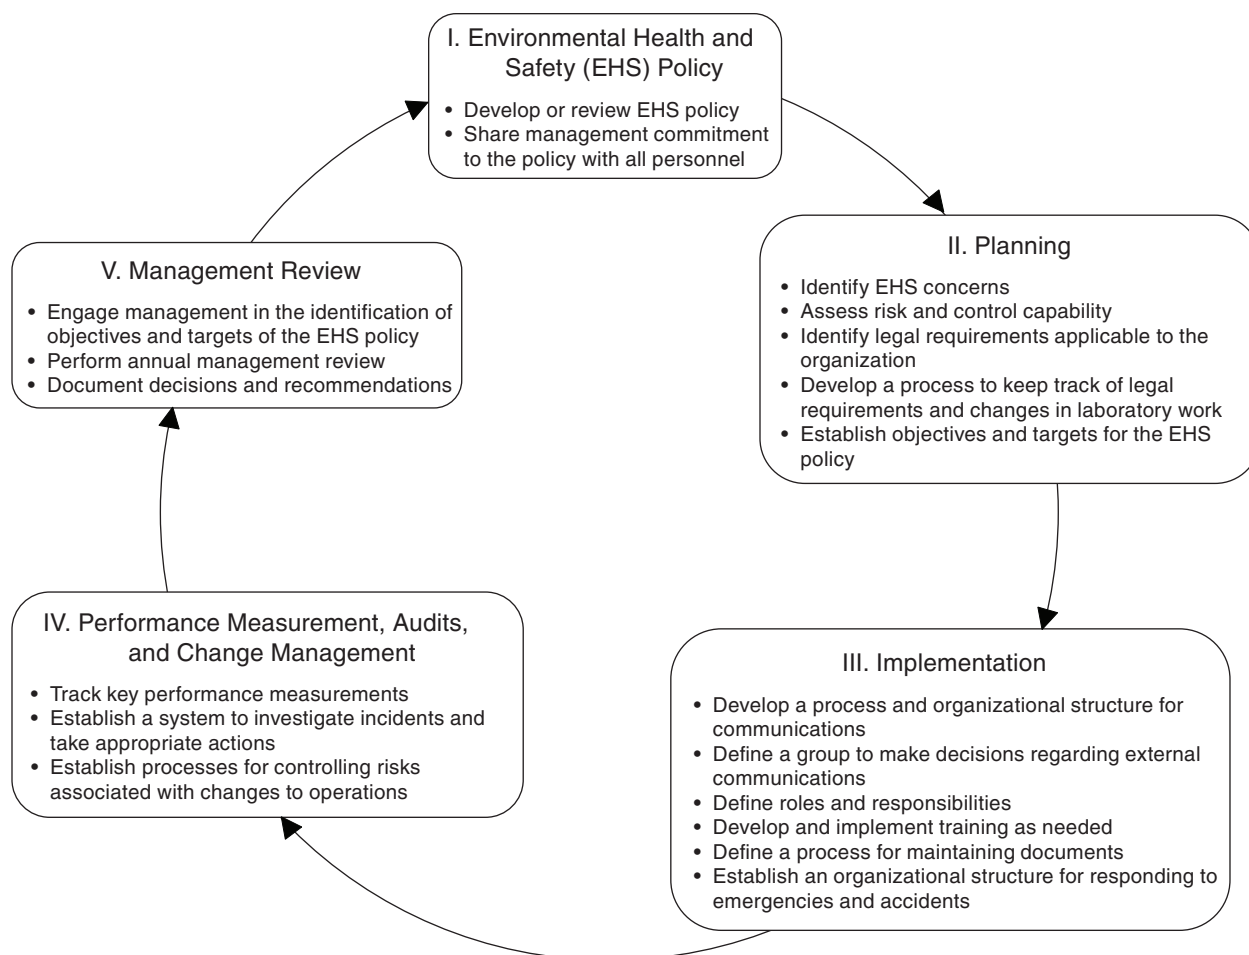 I. Environmental Health and
Safety (EHS) Policy
• Develop or review EHS policy
• Share management commitment
to the policy with all personnel
II. Planning
• Identify EHS concerns
• Assess risk and control capability
• Identify legal requirements applicable to the
organization
• Develop a process to keep track of legal
requirements and changes in laboratory work
• Establish objectives and targets for the EHS
policy
III. Implementation
• Develop a process and organizational structure for
communications
• Define a group to make decisions regarding external
communications
• Define roles and responsibilities
• Develop and implement training as needed
• Define a process for maintaining documents
• Establish an organizational structure for responding to
emergencies and accidents
IV. Performance Measurement, Audits,
and Change Management
• Track key performance measurements
• Establish a system to investigate incidents and
take appropriate actions
• Establish processes for controlling risks
associated with changes to operations
V. Management Review
• Engage management in the identification of
objectives and targets of the EHS policy
• Perform annual management review
• Document decisions and recommendations